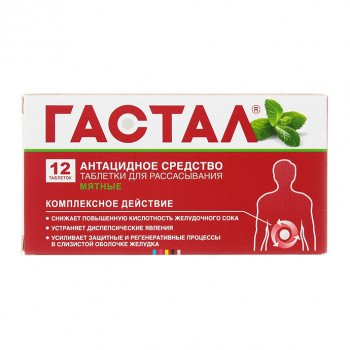 ГАСТАЛ®
12 ТАБЛЕТОК
АНТАЦИДНОЕ СРЕДСТВО
ТАБЛЕТКИ ДЛЯ РАССАСЫВАНИЯ
МЯТНЫЕ
КОМПЛЕКСНОЕ ДЕЙСТВИЕ
СНИЖАЕТ ПОВЫШЕННУЮ КИСЛОТНОСТЬ ЖЕЛУДОЧНОГО СОКА
УСТРАНЯЕТ ДИСПЕПСИЧЕСКИЕ ЯВЛЕНИЯ
УСИЛИВАЕТ ЗАЩИТНЫЕ И РЕГЕНЕРАТИВНЫЕ ПРОЦЕССЫ
В СЛИЗИСТОЙ ОБОЛОЧКЕ ЖЕЛУДКА